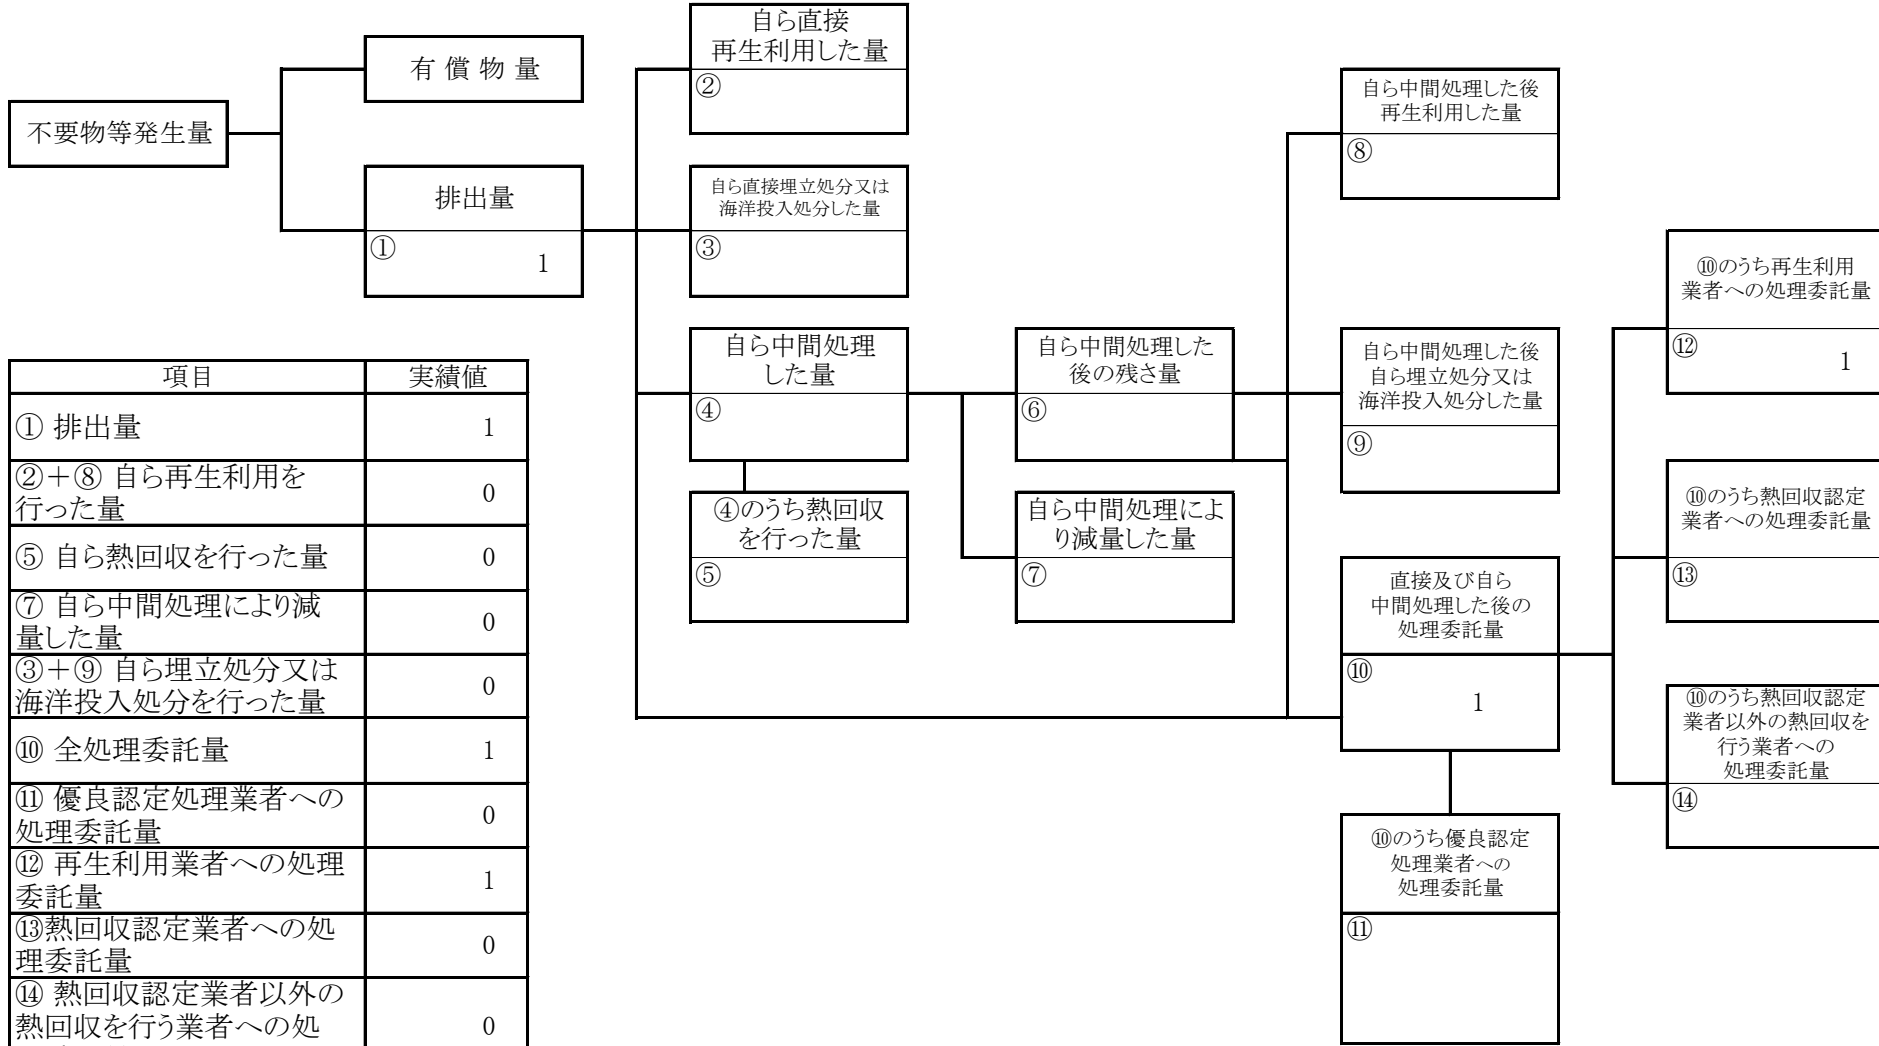 不要物等発生量
有償物量
排出量
①
1
自ら直接
再生利用した量
②
自ら直接埋立処分又は
海洋投入処分した量
③
自ら中間処理
した量
④
④のうち熱回収
を行った量
⑤
自ら中間処理した
後の残さ量
⑥
自ら中間処理によ
り減量した量
⑦
自ら中間処理した後
再生利用した量
⑧
自ら中間処理した後
自ら埋立処分又は
海洋投入処分した量
⑨
直接及び自ら
中間処理した後の
処理委託量
⑩
1
⑩のうち優良認定
処理業者への
処理委託量
⑪
⑩のうち再生利用
業者への処理委託量
⑫
1
⑩のうち熱回収認定
業者への処理委託量
⑬
⑩のうち熱回収認定
業者以外の熱回収を
行う業者への
処理委託量
⑭
項目 実績値
① 排出量 1
②+⑧ 自ら再生利用を
行った量 0
⑤ 自ら熱回収を行った量 0
⑦ 自ら中間処理により減
量した量 0
③+⑨ 自ら埋立処分又は
海洋投入処分を行った量 0
⑩ 全処理委託量 1
⑪ 優良認定処理業者への
処理委託量 0
⑫ 再生利用業者への処理
委託量 1
⑬熱回収認定業者への処
理委託量 0
⑭ 熱回収認定業者以外の
熱回収を行う業者への処 0